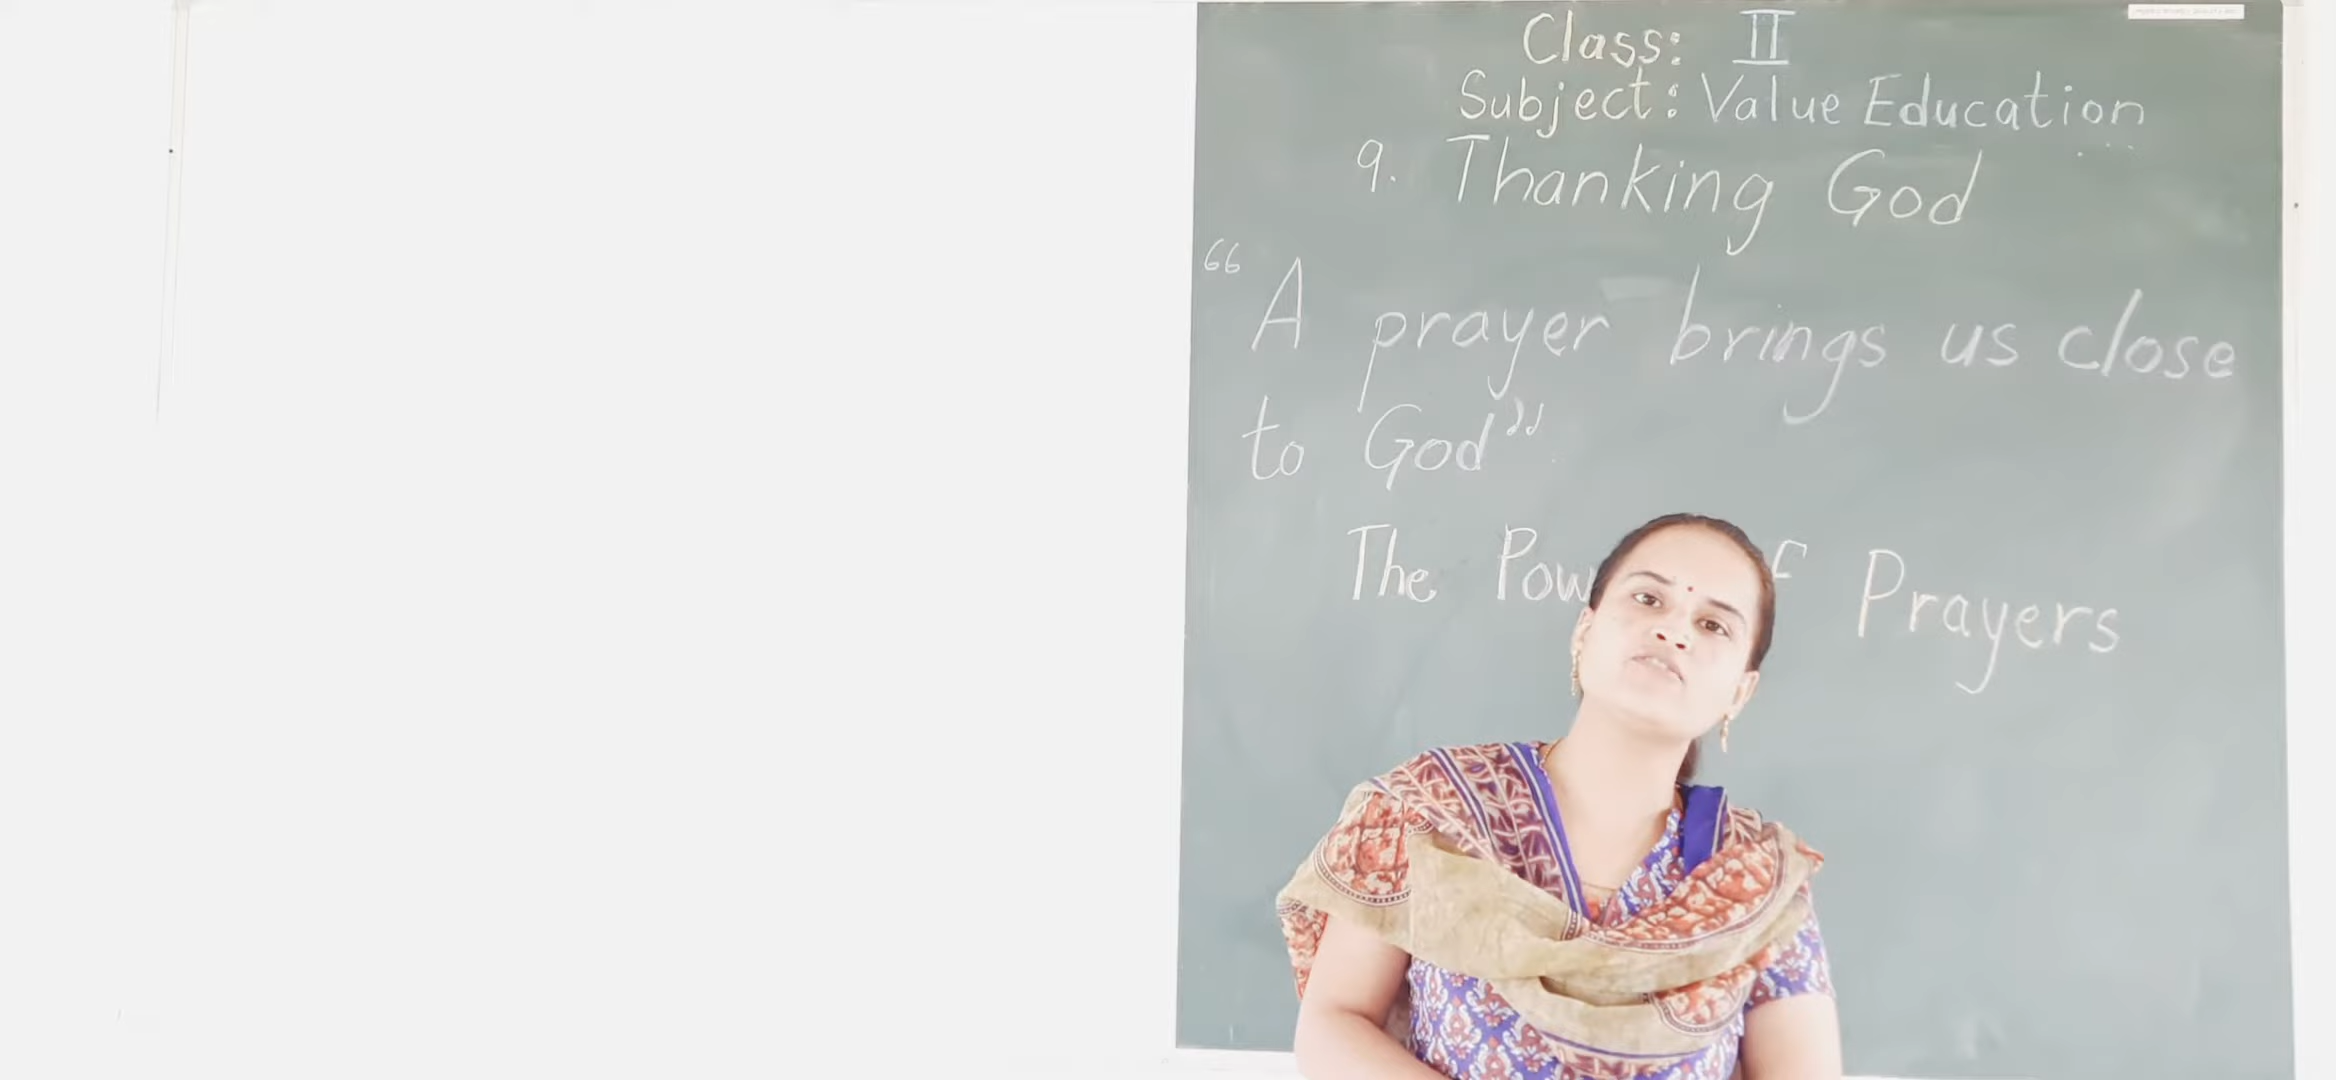 Class: II
Subject: Value Education
9. Thanking God
"A prayer brings us close
to God"
The Pow f Prayers